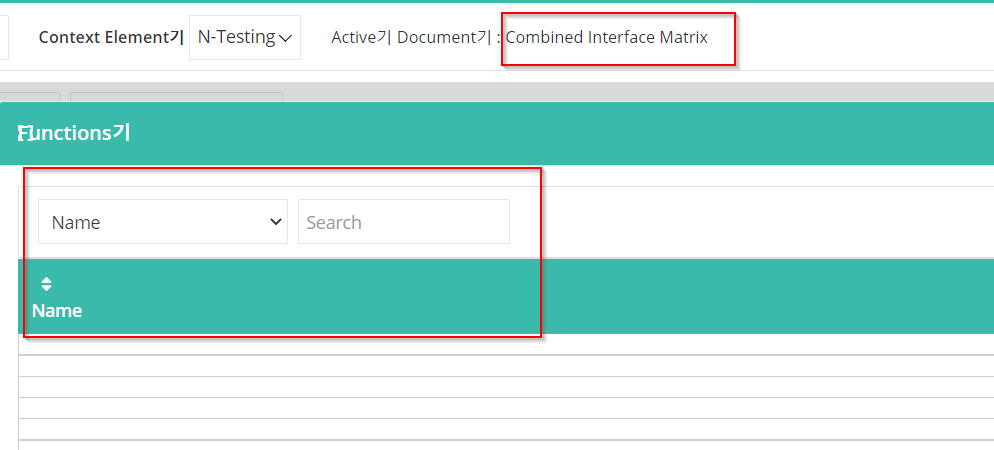 Context Element기 N-Testing Active기 Document기 : Combined Interface Matrix
Functions기
Name Search
Name